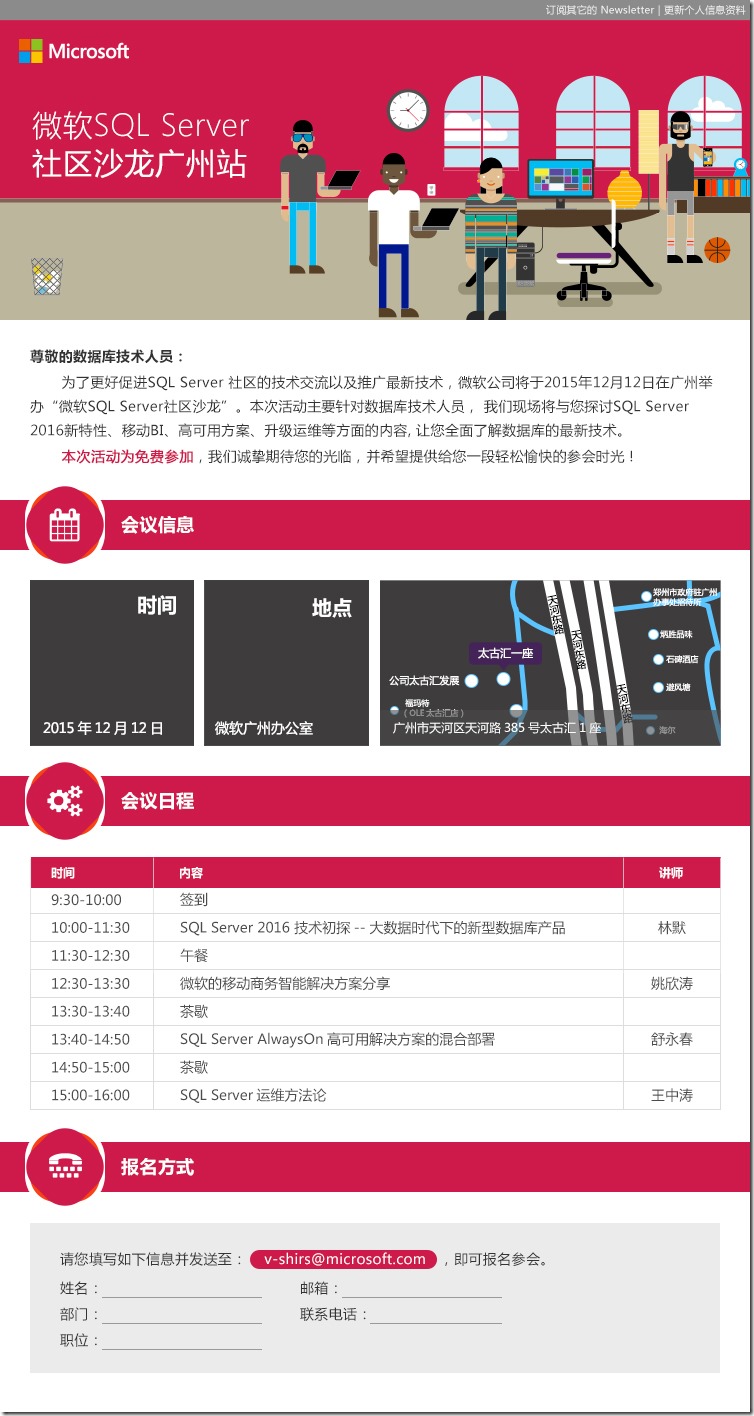 订阅其它的 Newsletter | 更新个人信息资料
Microsoft
微软SQL Server
社区沙龙广州站
尊敬的数据库技术人员：
为了更好促进SQL Server 社区的技术交流以及推广最新技术，微软公司将于2015年12月12日在广州举
办“微软SQL Server社区沙龙”。本次活动主要针对数据库技术人员， 我们现场将与您探讨SQL Server
2016新特性、移动BI、高可用方案、升级运维等方面的内容, 让您全面了解数据库的最新技术。
本次活动为免费参加，我们诚挚期待您的光临，并希望提供给您一段轻松愉快的参会时光！
会议信息
时间
2015 年 12 月 12 日
地点
微软广州办公室
天河东路
天河东路
天河东路
郑州市政府驻广州
办事处招待所
炳胜品味
太古汇一座
石碑酒店
公司太古汇发展
避风塘
福玛特
（OLE 太古汇店）
海尔
广州市天河区天河路 385 号太古汇 1 座
会议日程
时间 内容 讲师
9:30-10:00 签到
10:00-11:30 SQL Server 2016 技术初探 -- 大数据时代下的新型数据库产品 林默
11:30-12:30 午餐
12:30-13:30 微软的移动商务智能解决方案分享 姚欣涛
13:30-13:40 茶歇
13:40-14:50 SQL Server AlwaysOn 高可用解决方案的混合部署 舒永春
14:50-15:00 茶歇
15:00-16:00 SQL Server 运维方法论 王中涛
报名方式
请您填写如下信息并发送至： v-shirs@microsoft.com ，即可报名参会。
姓名： 邮箱：
部门： 联系电话：
职位：